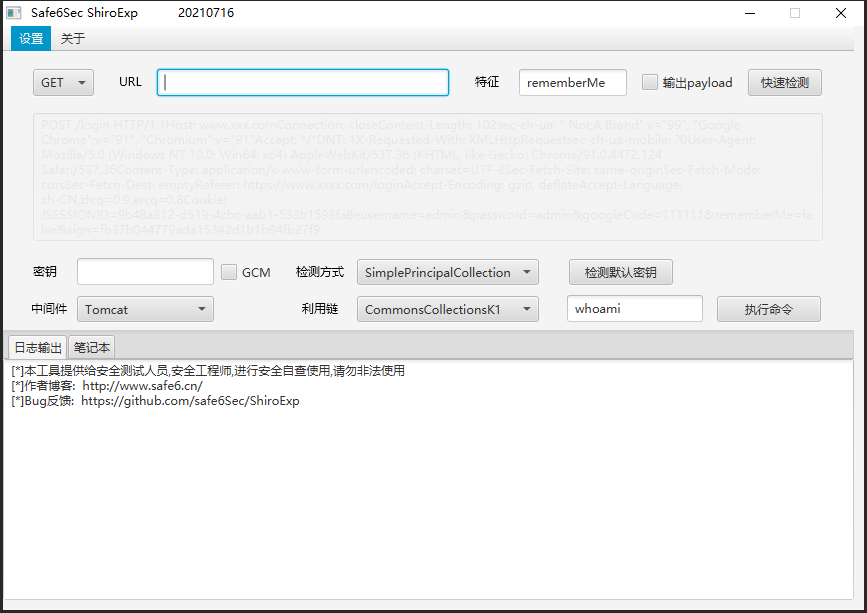 Safe6Sec ShiroExp 20210716
设置 关于
GET URL 特征 rememberMe 输出payload 快速检测
POST /login HTTP/1.1Host: www.xxx.comConnection: closeContent-Length: 102sec-ch-ua: " Not;A Brand";v="99", "Google
Chrome";v="91", "Chromium";v="91"Accept: */*DNT: 1X-Requested-With: XMLHttpRequestsec-ch-ua-mobile: ?0User-Agent:
Mozilla/5.0 (Windows NT 10.0; Win64; x64) AppleWebKit/537.36 (KHTML, like Gecko) Chrome/91.0.4472.124
Safari/537.36Content-Type: application/x-www-form-urlencoded; charset=UTF-8Sec-Fetch-Site: same-originSec-Fetch-Mode:
corsSec-Fetch-Dest: emptyReferer: https://www.xxxx.com/loginAccept-Encoding: gzip, deflateAccept-Language:
zh-CN,zh;q=0.9,en;q=0.8Cookie:
JSESSIONID=9b48a812-d519-4cbc-aab1-533b1593fa8eusername=admin&password=admin&googleCode=111111&rememberMe=fa
lse&sign=fb37b044779ada15342d1b1b94fb27f9
密钥 GCM 检测方式 SimplePrincipalCollection 检测默认密钥
中间件 Tomcat 利用链 CommonsCollectionsK1 whoami 执行命令
日志输出 笔记本
[*]本工具提供给安全测试人员,安全工程师,进行安全自查使用,请勿非法使用
[*]作者博客: http://www.safe6.cn/
[*]Bug反馈: https://github.com/safe6Sec/ShiroExp